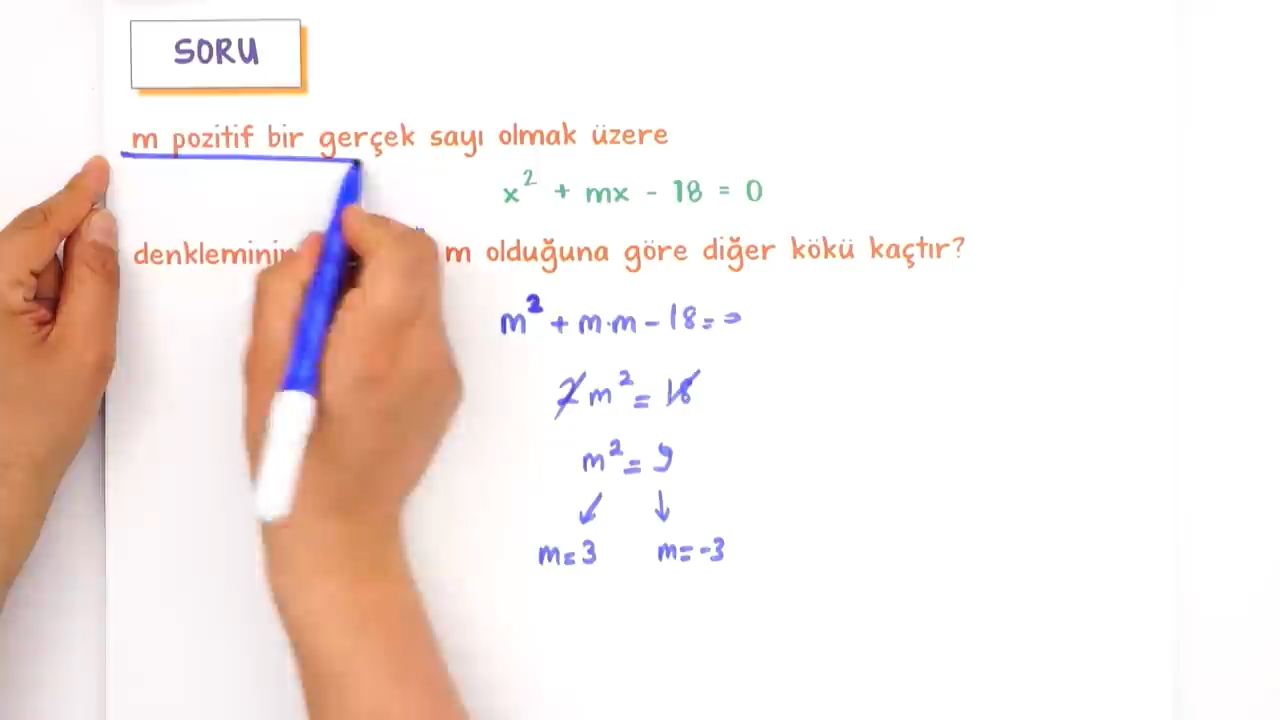 SORU
m pozitif bir gerçek sayı olmak üzere
x² + mx - 18 = 0
denkleminin m olduğuna göre diğer kökü kaçtır?
m² + m·m - 18 = 0
2m² = 18
m² = 9
↙ ↓
m = 3 m = -3